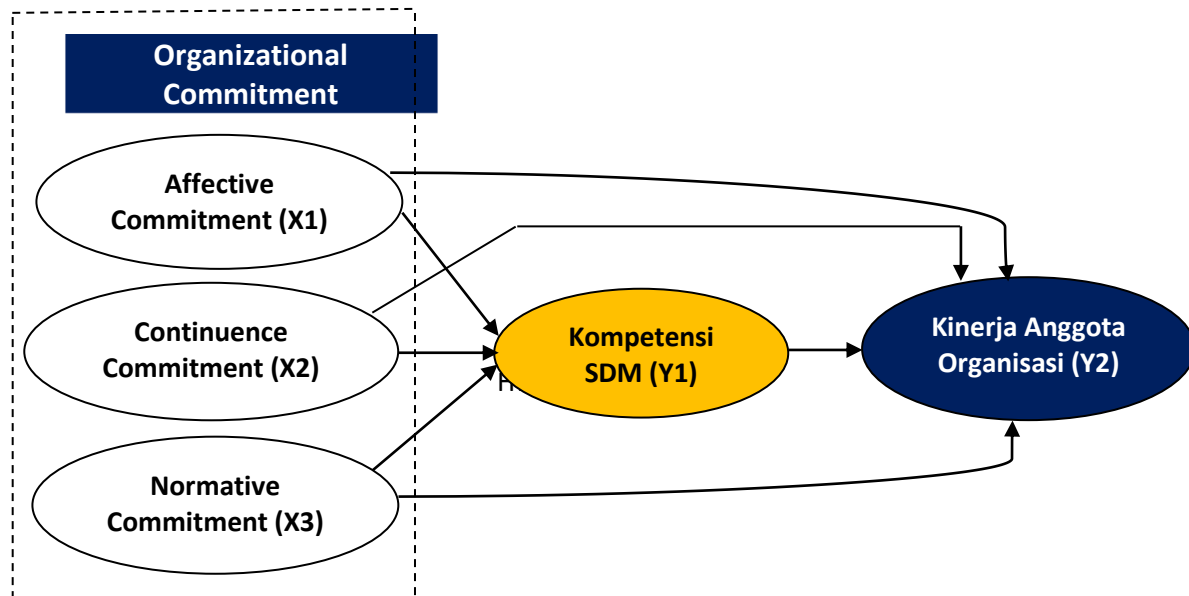 Organizational
Commitment
Affective
Commitment (X1)
Continuence
Commitment (X2)
Kompetensi
SDM (Y1)
Kinerja Anggota
Organisasi (Y2)
Normative
Commitment (X3)